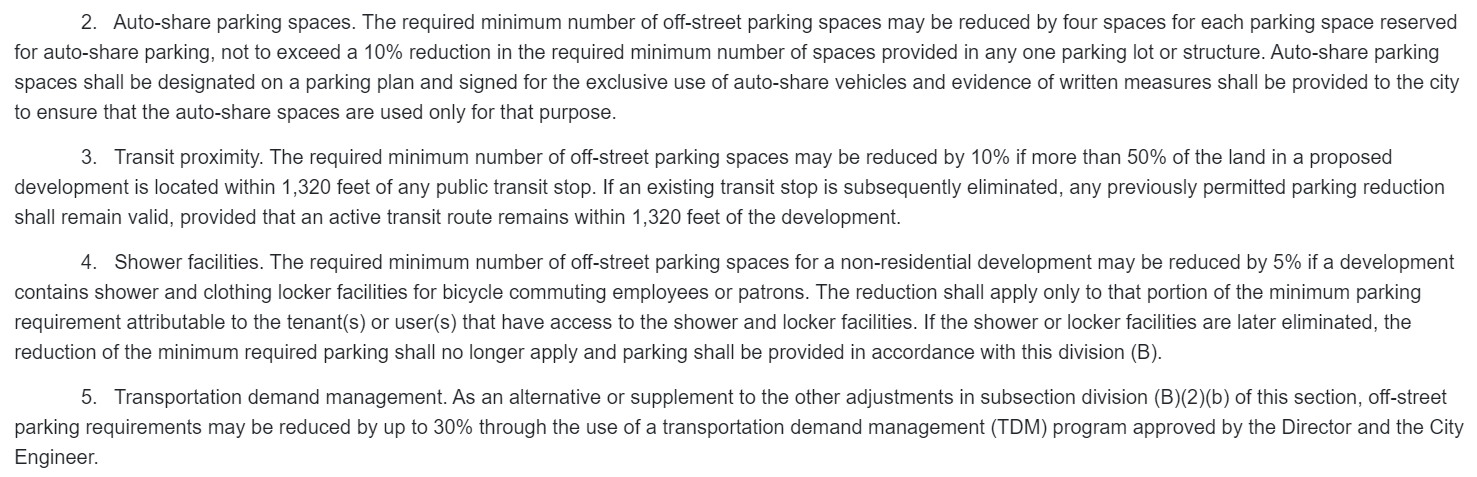 2. Auto-share parking spaces. The required minimum number of off-street parking spaces may be reduced by four spaces for each parking space reserved
for auto-share parking, not to exceed a 10% reduction in the required minimum number of spaces provided in any one parking lot or structure. Auto-share parking
spaces shall be designated on a parking plan and signed for the exclusive use of auto-share vehicles and evidence of written measures shall be provided to the city
to ensure that the auto-share spaces are used only for that purpose.
3. Transit proximity. The required minimum number of off-street parking spaces may be reduced by 10% if more than 50% of the land in a proposed
development is located within 1,320 feet of any public transit stop. If an existing transit stop is subsequently eliminated, any previously permitted parking reduction
shall remain valid, provided that an active transit route remains within 1,320 feet of the development.
4. Shower facilities. The required minimum number of off-street parking spaces for a non-residential development may be reduced by 5% if a development
contains shower and clothing locker facilities for bicycle commuting employees or patrons. The reduction shall apply only to that portion of the minimum parking
requirement attributable to the tenant(s) or user(s) that have access to the shower and locker facilities. If the shower or locker facilities are later eliminated, the
reduction of the minimum required parking shall no longer apply and parking shall be provided in accordance with this division (B).
5. Transportation demand management. As an alternative or supplement to the other adjustments in subsection division (B)(2)(b) of this section, off-street
parking requirements may be reduced by up to 30% through the use of a transportation demand management (TDM) program approved by the Director and the City
Engineer.